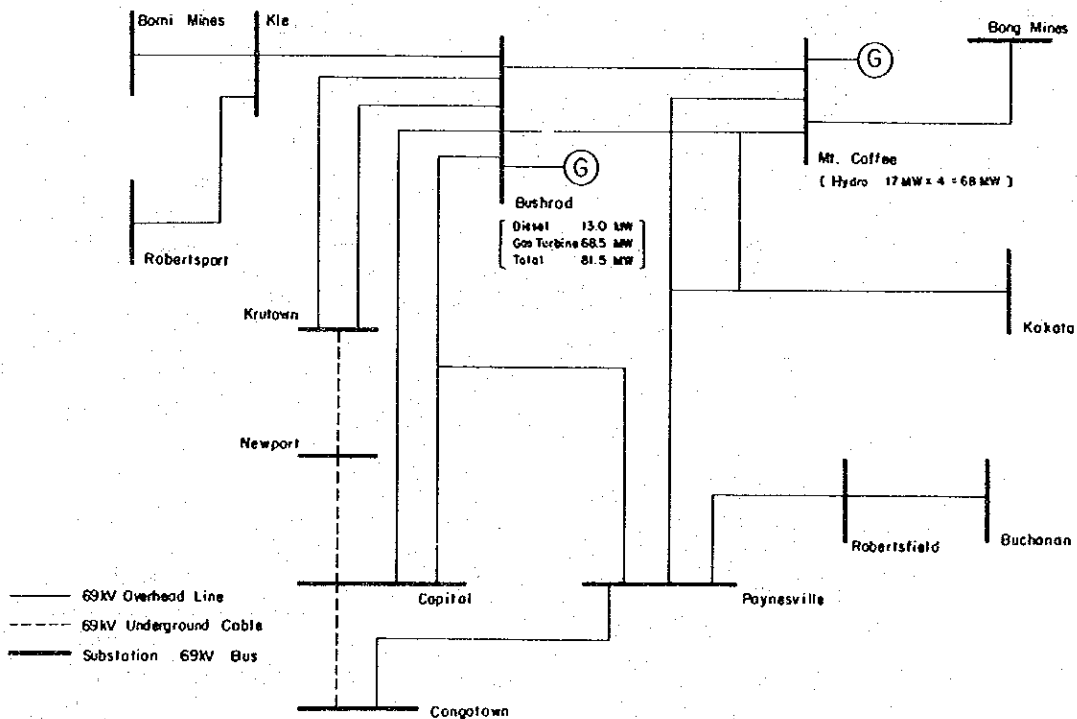 Bomi Mines
Kle
Bong Mines
G
G
Mt. Coffee
[ Hydro 17 MW × 4 = 68 MW ]
Bushrod
Diesel 13.0 MW
Gas Turbine 68.5 MW
Total 81.5 MW
Robertsport
Krutown
Kakata
Newport
Robertsfield
Buchanan
Capitol
Paynesville
69kV Overhead Line
69kV Underground Cable
Substation 69kV Bus
Congotown